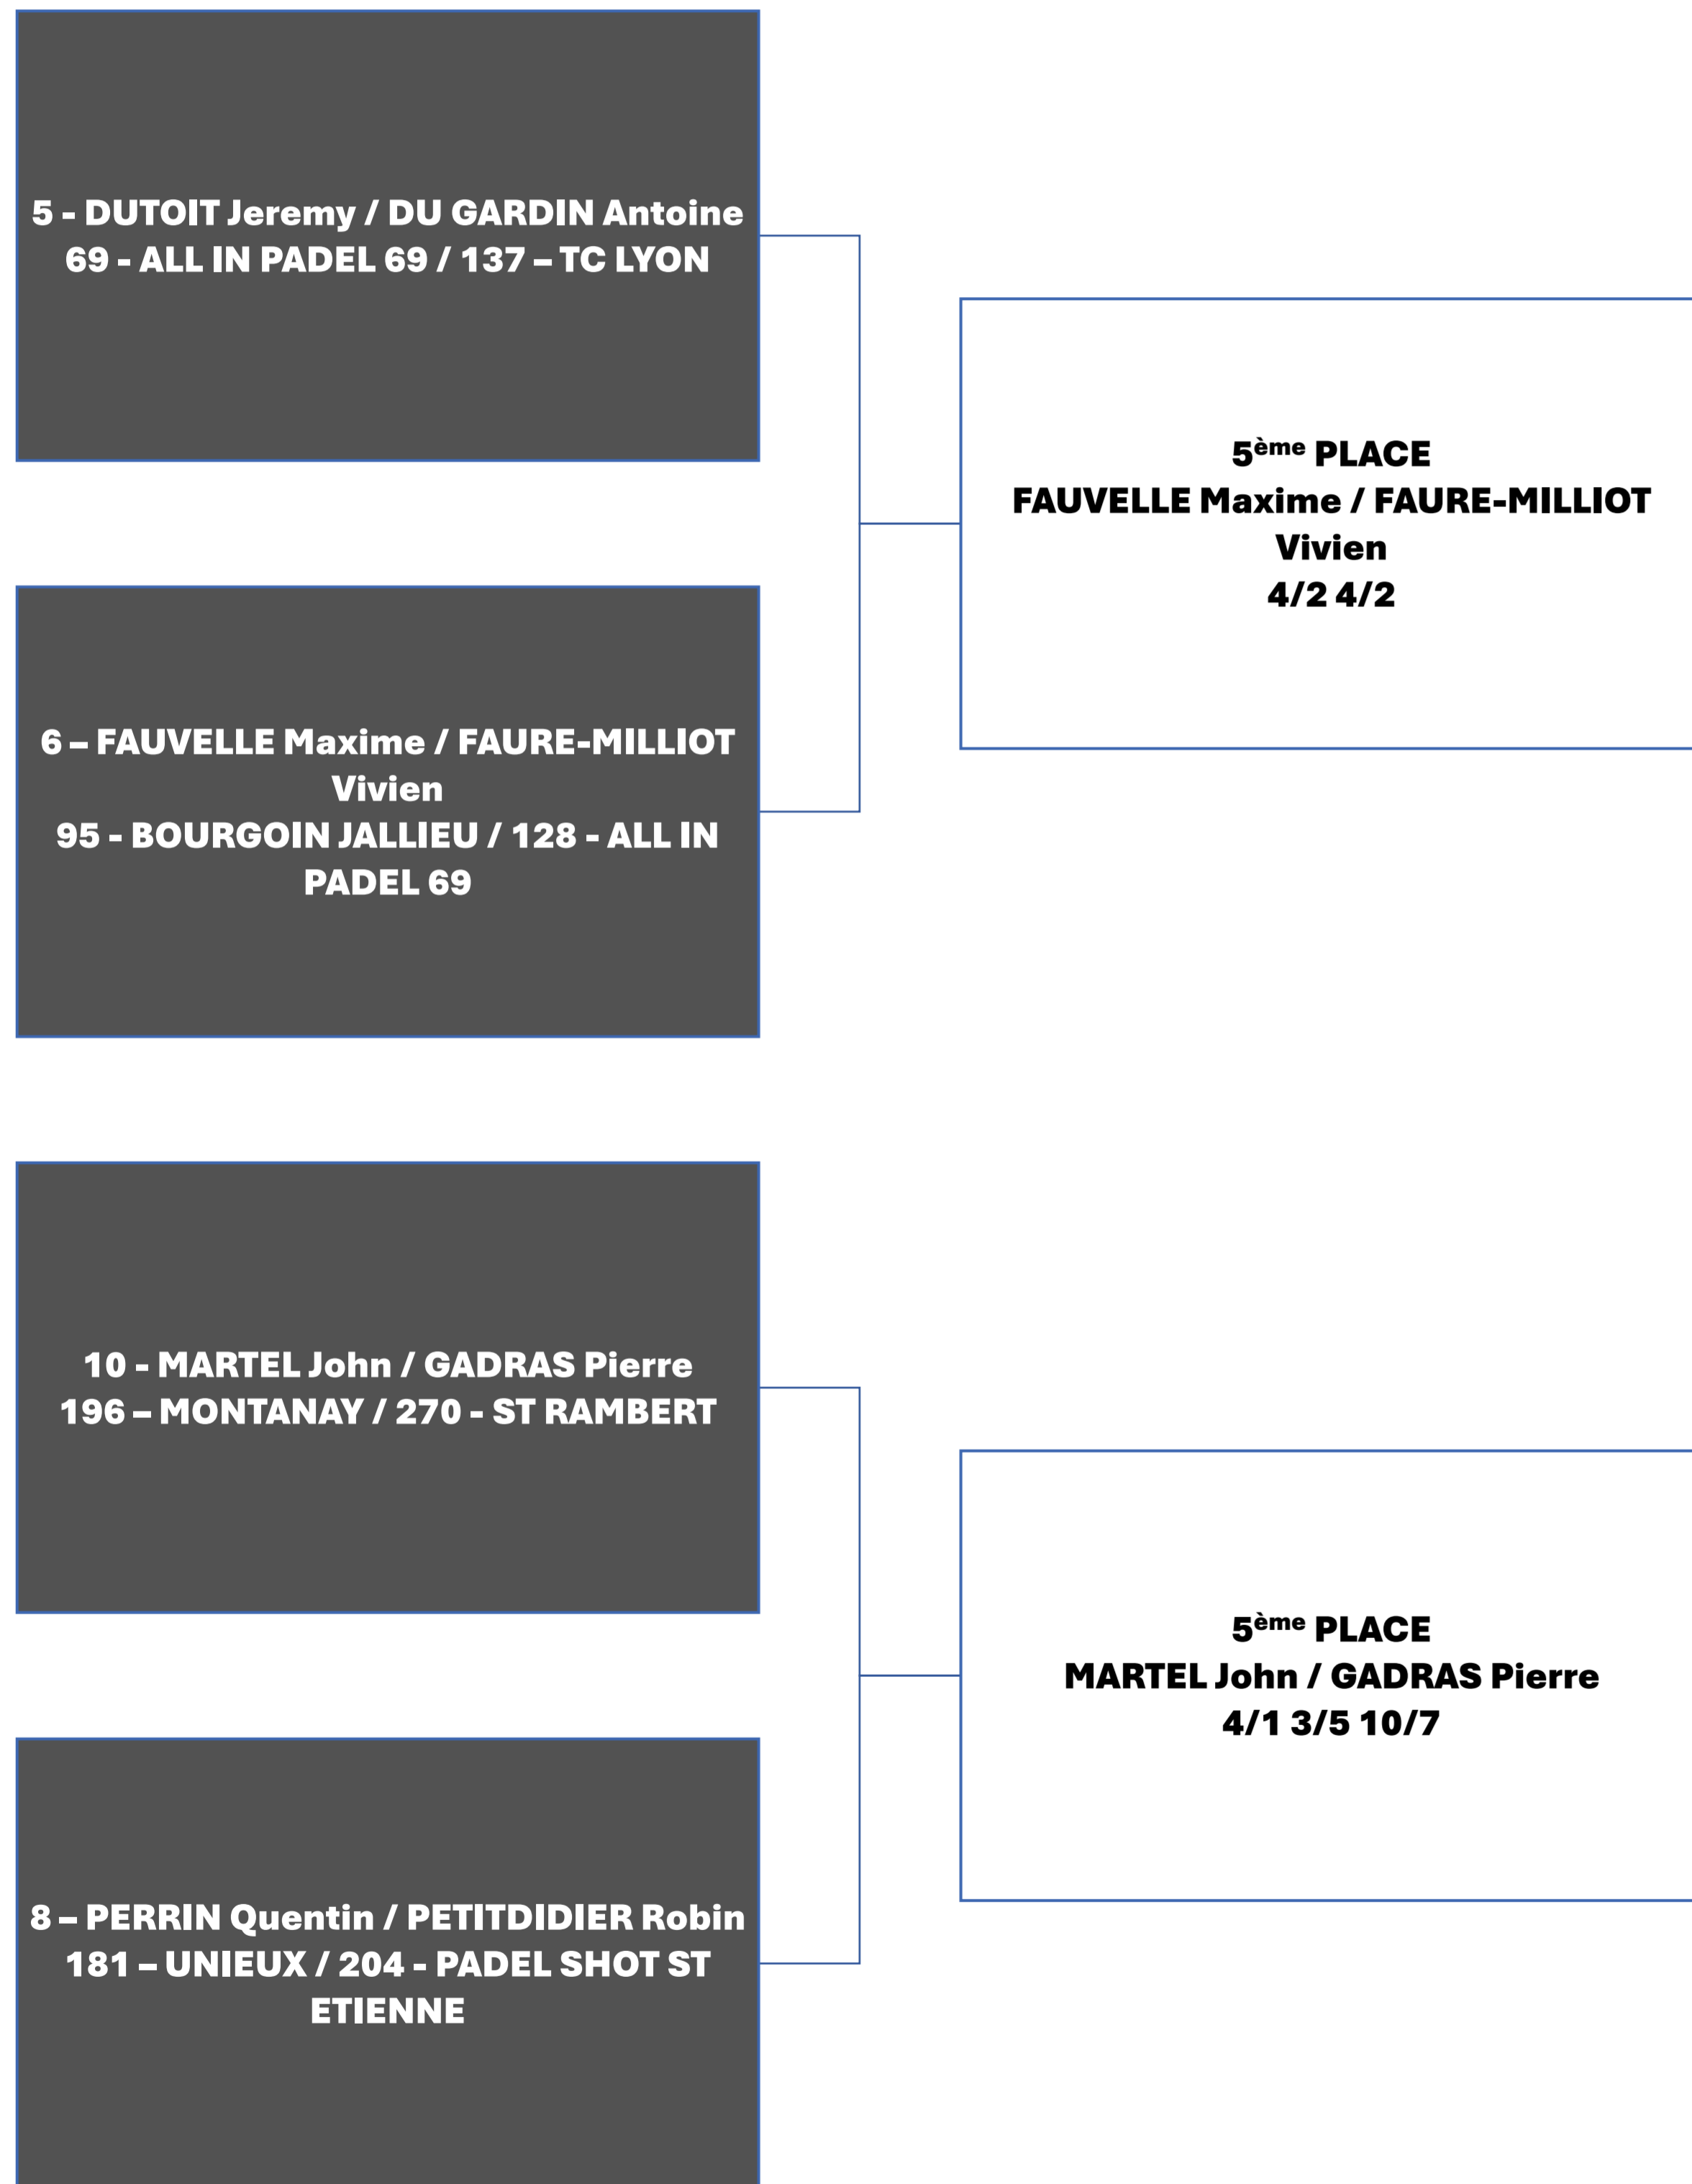 5 - DUTOIT Jeremy / DU GARDIN Antoine
69 - ALL IN PADEL 69 / 137 – TC LYON
5ème PLACE
FAUVELLE Maxime / FAURE-MILLIOT
Vivien
4/2 4/2
6 – FAUVELLE Maxime / FAURE-MILLIOT
Vivien
95 - BOURGOIN JALLIEU / 128 - ALL IN
PADEL 69
10 - MARTEL John / GADRAS Pierre
196 – MONTANAY / 270 - ST RAMBERT
5ème PLACE
MARTEL John / GADRAS Pierre
4/1 3/5 10/7
8 – PERRIN Quentin / PETITDIDIDIER Robin
181 – UNIEUX / 204 - PADEL SHOT ST
ETIENNE